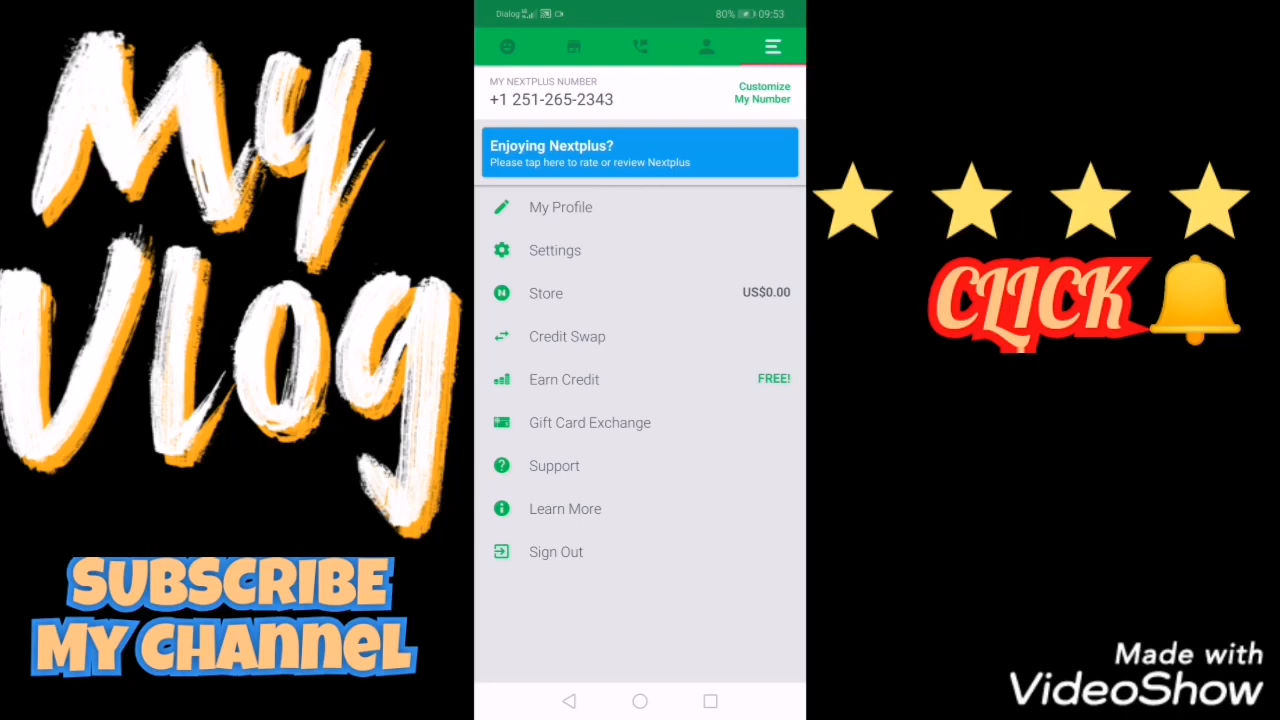 My
Vlog
SUBSCRIBE
MY CHANNEL
Dialog 80% 09:53
MY NEXTPLUS NUMBER
+1 251-265-2343
Customize
My Number
Enjoying Nextplus?
Please tap here to rate or review Nextplus
My Profile
Settings
Store US$0.00
Credit Swap
Earn Credit FREE!
Gift Card Exchange
Support
Learn More
Sign Out
CLICK
Made with
VideoShow